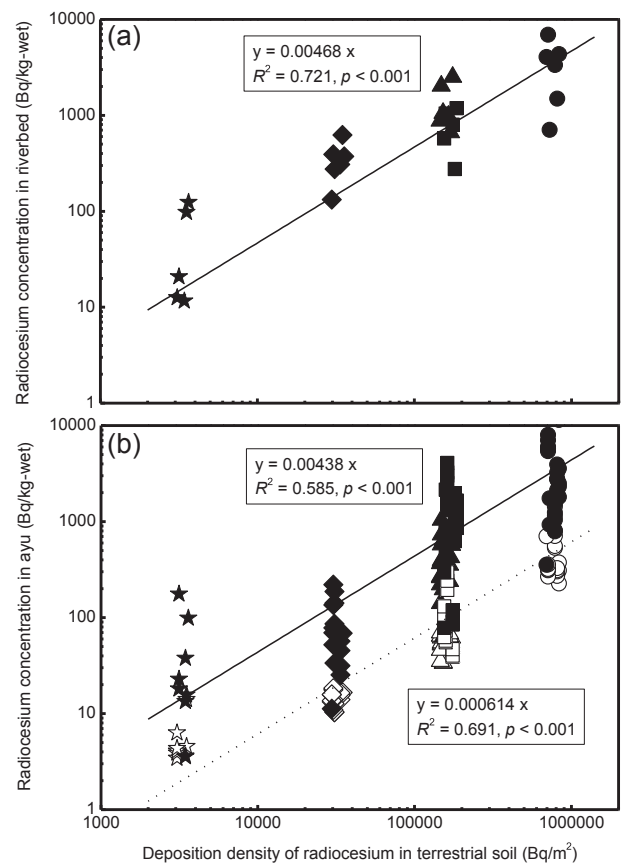 (a)
y = 0.00468 x
R² = 0.721, p < 0.001
Radiocesium concentration in riverbed (Bq/kg-wet)
10000
1000
100
10
1
(b)
y = 0.00438 x
R² = 0.585, p < 0.001
y = 0.000614 x
R² = 0.691, p < 0.001
Radiocesium concentration in ayu (Bq/kg-wet)
10000
1000
100
10
1
1000 10000 100000 1000000
Deposition density of radiocesium in terrestrial soil (Bq/m²)